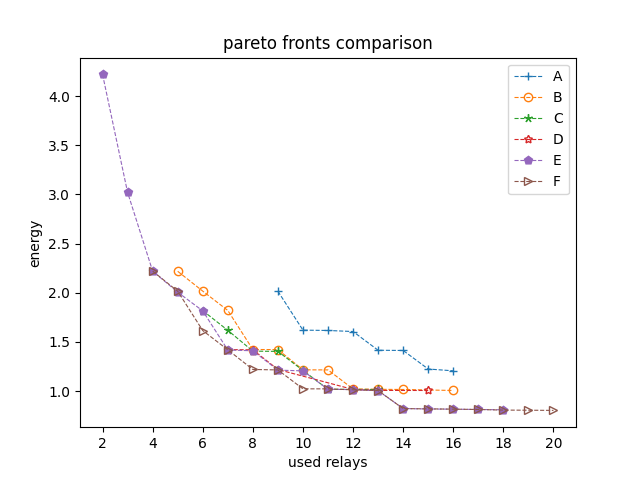 pareto fronts comparison
A
B
C
D
E
F
energy
4.0
3.5
3.0
2.5
2.0
1.5
1.0
2 4 6 8 10 12 14 16 18 20
used relays